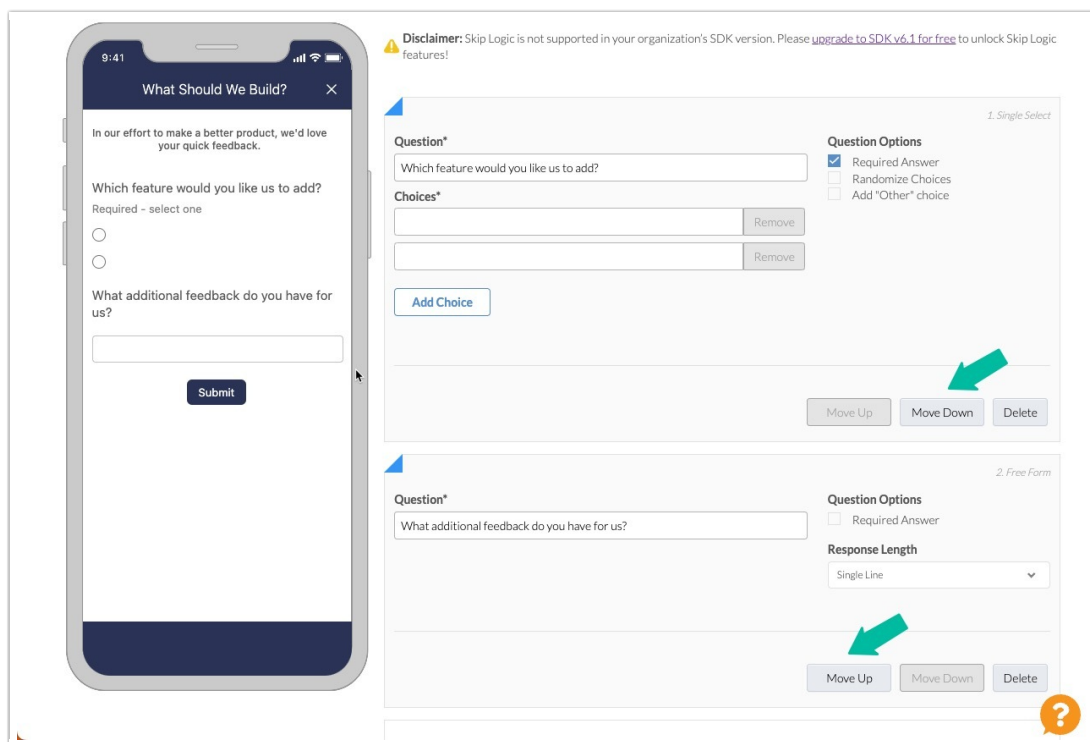 9:41
What Should We Build?
In our effort to make a better product, we'd love
your quick feedback.
Which feature would you like us to add?
Required – select one
What additional feedback do you have for
us?
Submit
Disclaimer: Skip Logic is not supported in your organization's SDK version. Please upgrade to SDK v6.1 for free to unlock Skip Logic
features!
1. Single Select
Question*
Which feature would you like us to add?
Choices*
Remove
Remove
Add Choice
Question Options
Required Answer
Randomize Choices
Add "Other" choice
Move Up
Move Down
Delete
2. Free Form
Question*
What additional feedback do you have for us?
Question Options
Required Answer
Response Length
Single Line
Move Up
Move Down
Delete
?